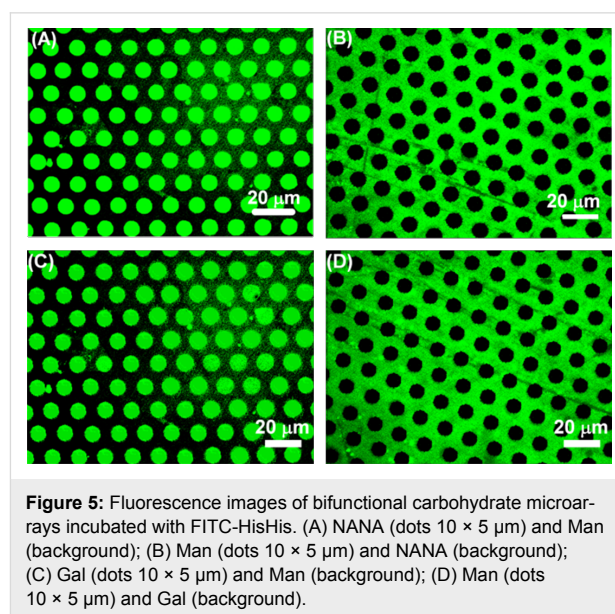 (A) (B)
20 μm 20 μm
(C) (D)
20 μm 20 μm
Figure 5: Fluorescence images of bifunctional carbohydrate microar-
rays incubated with FITC-HisHis. (A) NANA (dots 10 × 5 μm) and Man
(background); (B) Man (dots 10 × 5 μm) and NANA (background);
(C) Gal (dots 10 × 5 μm) and Man (background); (D) Man (dots
10 × 5 μm) and Gal (background).